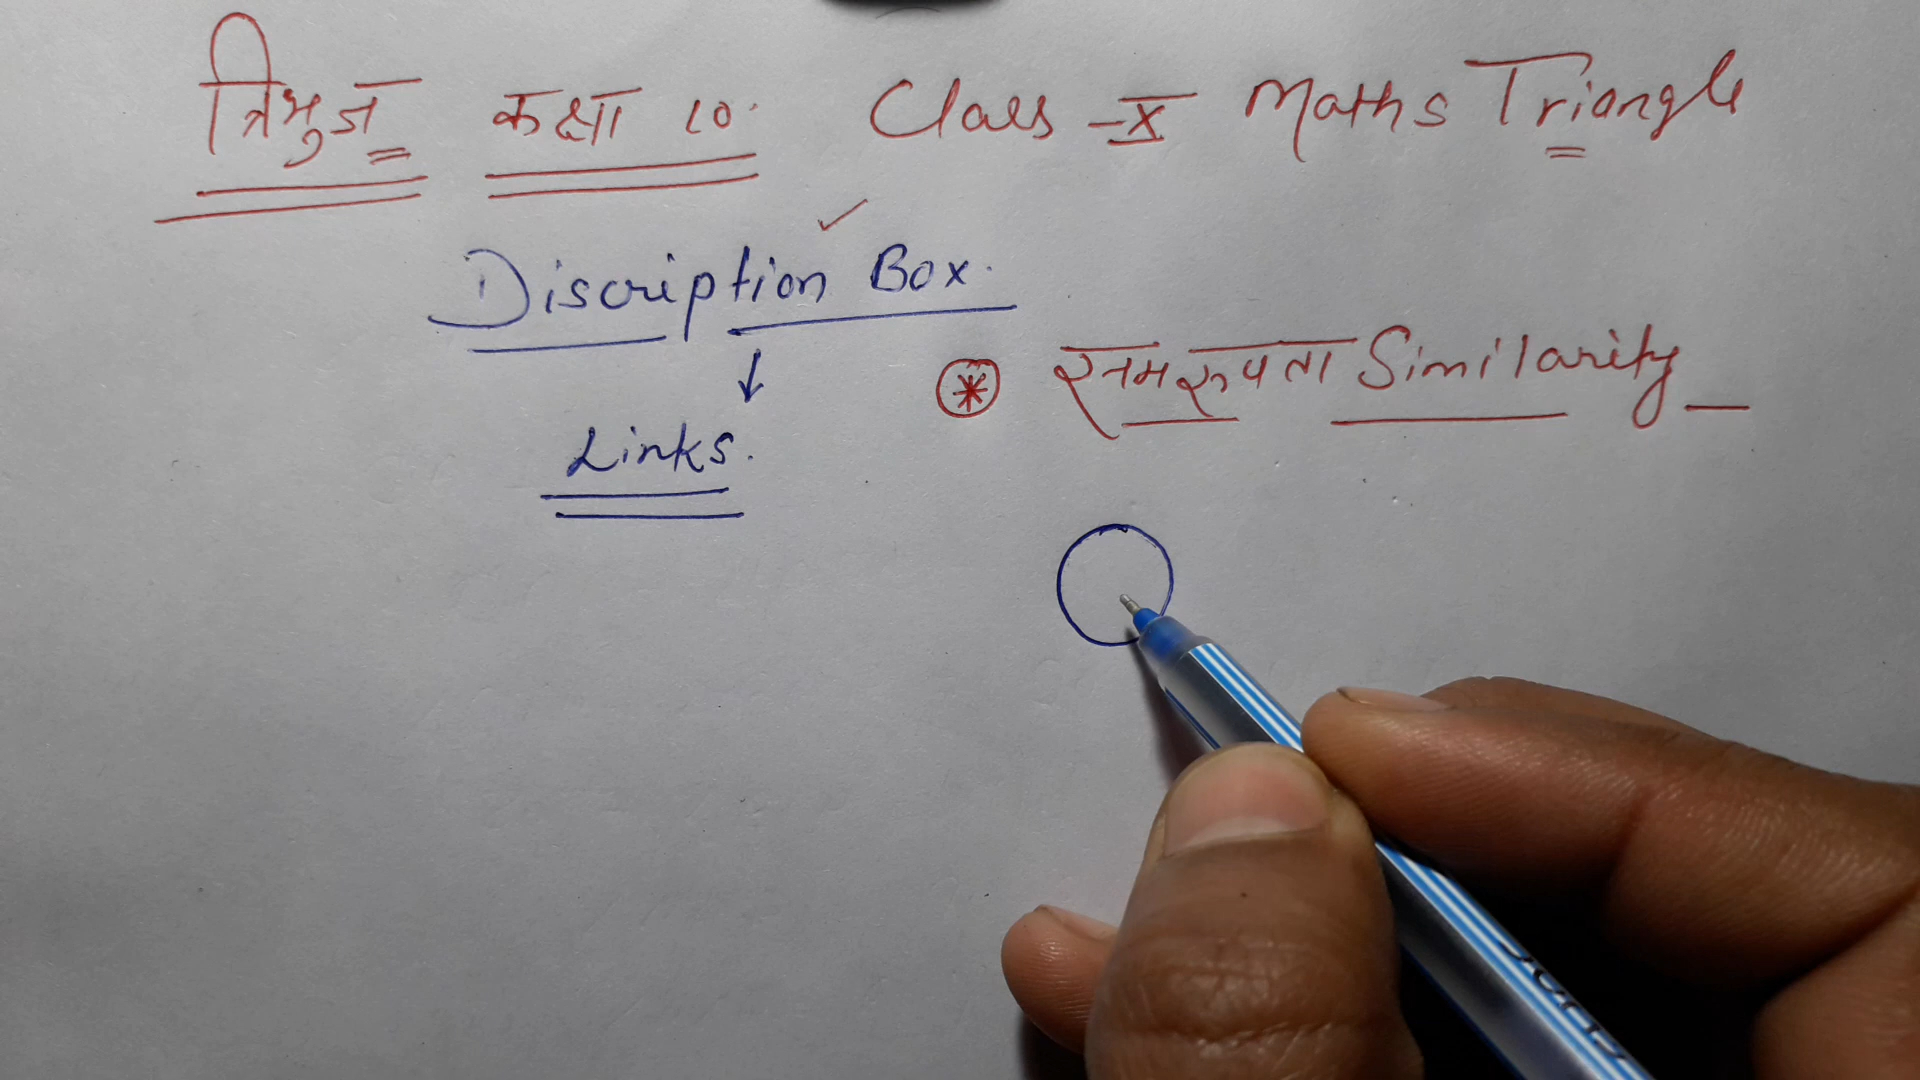 त्रिभुज कक्षा 10. Class - X Maths Triangle
Discription Box.
* समरूपता Similarity
Links.